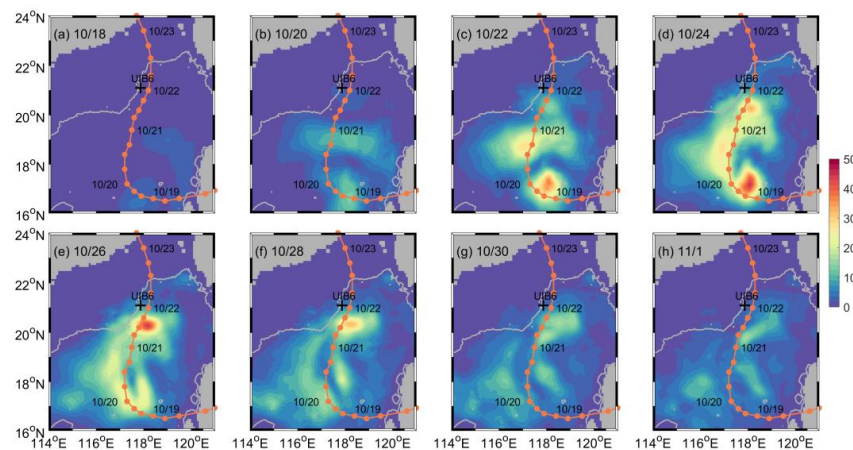 24°N
22°N
20°N
18°N
16°N
(a) 10/18
10/23
UIB6
10/22
10/21
10/20
10/19
(b) 10/20
10/23
UIB6
10/22
10/21
10/20
10/19
(c) 10/22
10/23
UIB6
10/22
10/21
10/20
10/19
(d) 10/24
10/23
UIB6
10/22
10/21
10/20
10/19
24°N
22°N
20°N
18°N
16°N
(e) 10/26
10/23
UIB6
10/22
10/21
10/20
10/19
(f) 10/28
10/23
UIB6
10/22
10/21
10/20
10/19
(g) 10/30
10/23
UIB6
10/22
10/21
10/20
10/19
(h) 11/1
10/23
UIB6
10/22
10/21
10/20
10/19
114°E 116°E 118°E 120°E
114°E 116°E 118°E 120°E
114°E 116°E 118°E 120°E
114°E 116°E 118°E 120°E
50
40
30
20
10
0